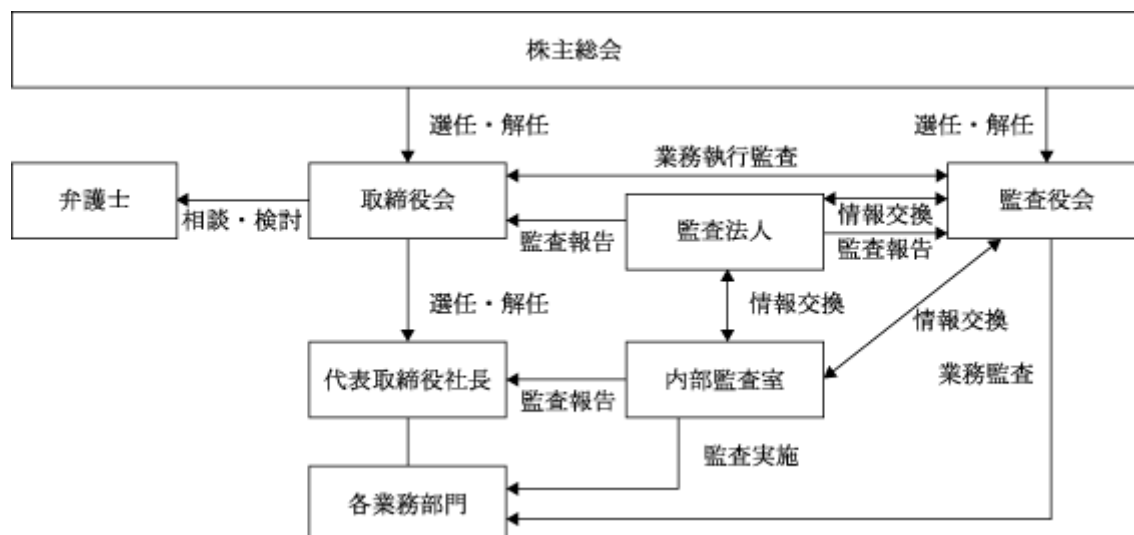 株主総会
選任・解任
選任・解任
業務執行監査
弁護士
取締役会
監査役会
相談・検討
監査法人
情報交換
監査報告
監査報告
選任・解任
情報交換
情報交換
代表取締役社長
内部監査室
業務監査
監査報告
監査実施
各業務部門